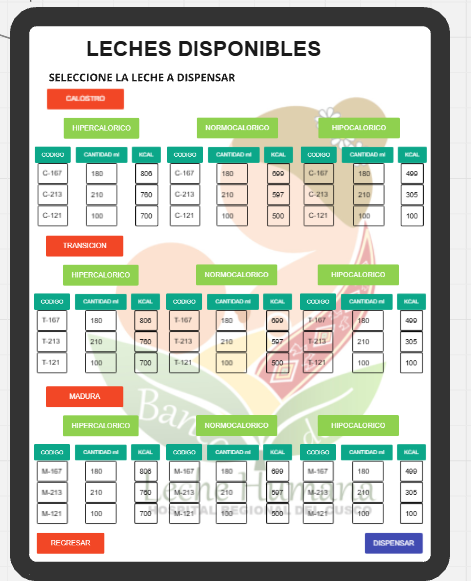 LECHES DISPONIBLES
SELECCIONE LA LECHE A DISPENSAR
CALOSTRO
HIPERCALORICO NORMOCALORICO HIPOCALORICO
CODIGO CANTIDAD ml KCAL CODIGO CANTIDAD ml KCAL CODIGO CANTIDAD ml KCAL
C-167 180 806 C-167 180 699 C-167 180 499
C-213 210 760 C-213 210 597 C-213 210 305
C-121 100 700 C-121 100 500 C-121 100 100
TRANSICION
HIPERCALORICO NORMOCALORICO HIPOCALORICO
CODIGO CANTIDAD ml KCAL CODIGO CANTIDAD ml KCAL CODIGO CANTIDAD ml KCAL
T-167 180 806 T-167 180 699 T-167 180 499
T-213 210 760 T-213 210 597 T-213 210 305
T-121 100 700 T-121 100 500 T-121 100 100
MADURA
Banco de
HIPERCALORICO NORMOCALORICO HIPOCALORICO
CODIGO CANTIDAD ml KCAL CODIGO CANTIDAD ml KCAL CODIGO CANTIDAD ml KCAL
M-167 180 806 M-167 180 699 M-167 180 499
M-213 210 760 M-213 210 597 M-213 210 305
Leche Humana
M-121 100 700 M-121 100 500 M-121 100 100
HOSPITAL REGIONAL DEL CUSCO
REGRESAR DISPENSAR